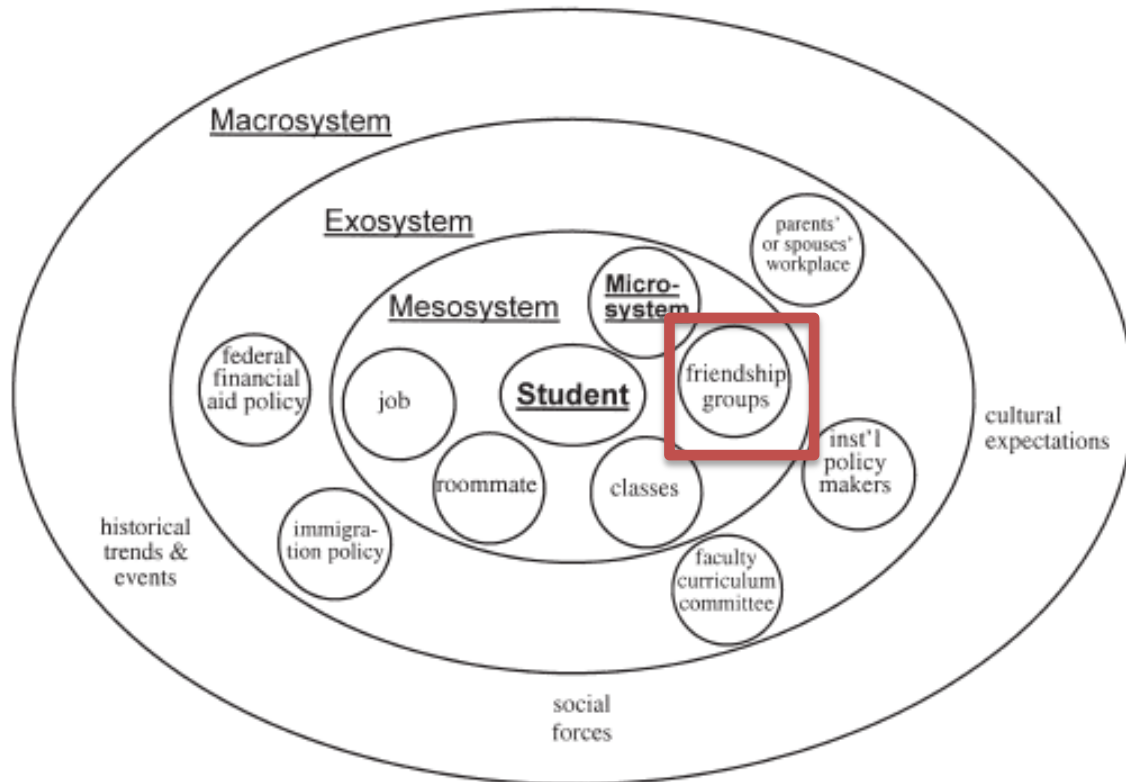 Macrosystem
Exosystem
parents'
or spouses'
workplace
Mesosystem
Micro-
system
federal
financial
aid policy
job
Student
friendship
groups
cultural
expectations
inst'l
policy
makers
roommate
classes
historical
trends &
events
immigra-
tion policy
faculty
curriculum
committee
social
forces